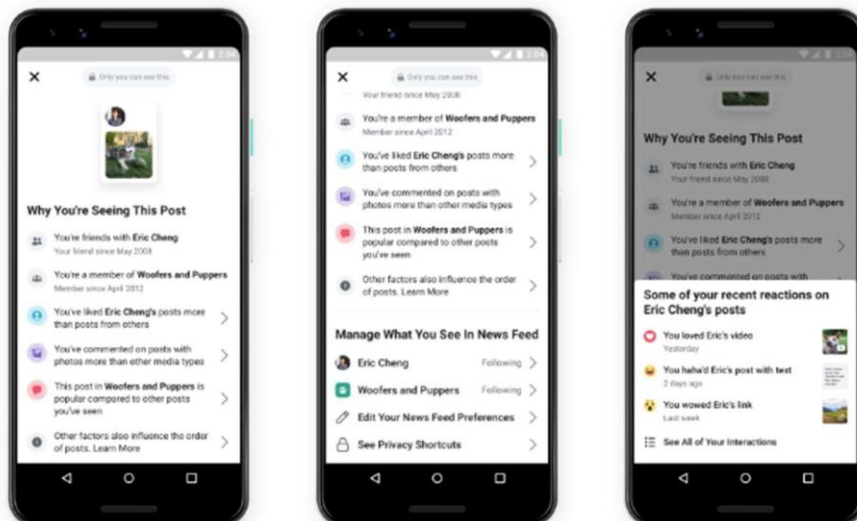 2:04
Only you can see this
Why You're Seeing This Post
You're friends with Eric Cheng
Your friend since May 2008
You're a member of Woofers and Puppers
Member since April 2012
You've liked Eric Cheng's posts more
than posts from others
You've commented on posts with
photos more than other media types
This post in Woofers and Puppers is
popular compared to other posts
you've seen
Other factors also influence the order
of posts. Learn More
2:04
Only you can see this
Your friend since May 2008
You're a member of Woofers and Puppers
Member since April 2012
You've liked Eric Cheng's posts more
than posts from others
You've commented on posts with
photos more than other media types
This post in Woofers and Puppers is
popular compared to other posts
you've seen
Other factors also influence the order
of posts. Learn More
Manage What You See In News Feed
Eric Cheng Following
Woofers and Puppers Following
Edit Your News Feed Preferences
See Privacy Shortcuts
2:04
Only you can see this
Why You're Seeing This Post
You're friends with Eric Cheng
Your friend since May 2008
You're a member of Woofers and Puppers
Member since April 2012
You've liked Eric Cheng's posts more
than posts from others
You've commented on posts with
Some of your recent reactions on
Eric Cheng's posts
You loved Eric's video
Yesterday
You haha'd Eric's post with text
2 days ago
You wowed Eric's link
Last week
See All of Your Interactions